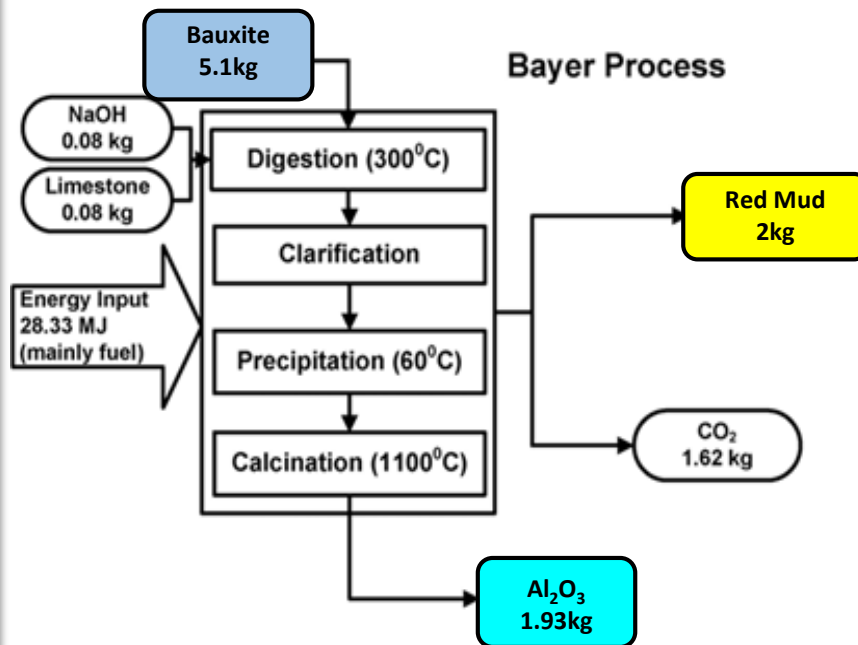 Bauxite
5.1kg
Bayer Process
NaOH
0.08 kg
Limestone
0.08 kg
Digestion (300⁰C)
Clarification
Energy Input
28.33 MJ
(mainly fuel)
Precipitation (60⁰C)
Calcination (1100⁰C)
Red Mud
2kg
CO₂
1.62 kg
Al₂O₃
1.93kg